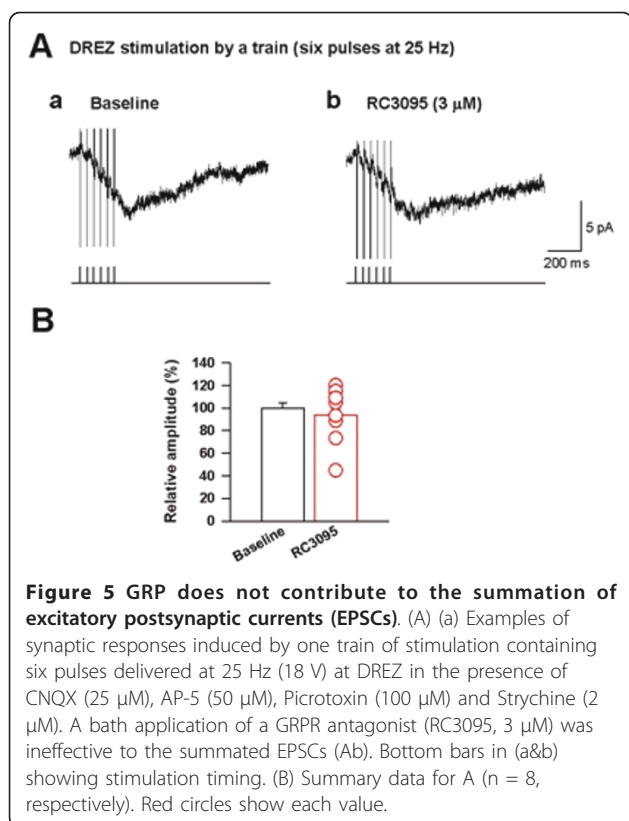 A DREZ stimulation by a train (six pulses at 25 Hz)
a Baseline
b RC3095 (3 μM)
5 pA
200 ms
B
Relative amplitude (%)
140
120
100
80
60
40
20
0
Baseline
RC3095
Figure 5 GRP does not contribute to the summation of
excitatory postsynaptic currents (EPSCs). (A) (a) Examples of
synaptic responses induced by one train of stimulation containing
six pulses delivered at 25 Hz (18 V) at DREZ in the presence of
CNQX (25 μM), AP-5 (50 μM), Picrotoxin (100 μM) and Strychine (2
μM). A bath application of a GRPR antagonist (RC3095, 3 μM) was
ineffective to the summated EPSCs (Ab). Bottom bars in (a&b)
showing stimulation timing. (B) Summary data for A (n = 8,
respectively). Red circles show each value.